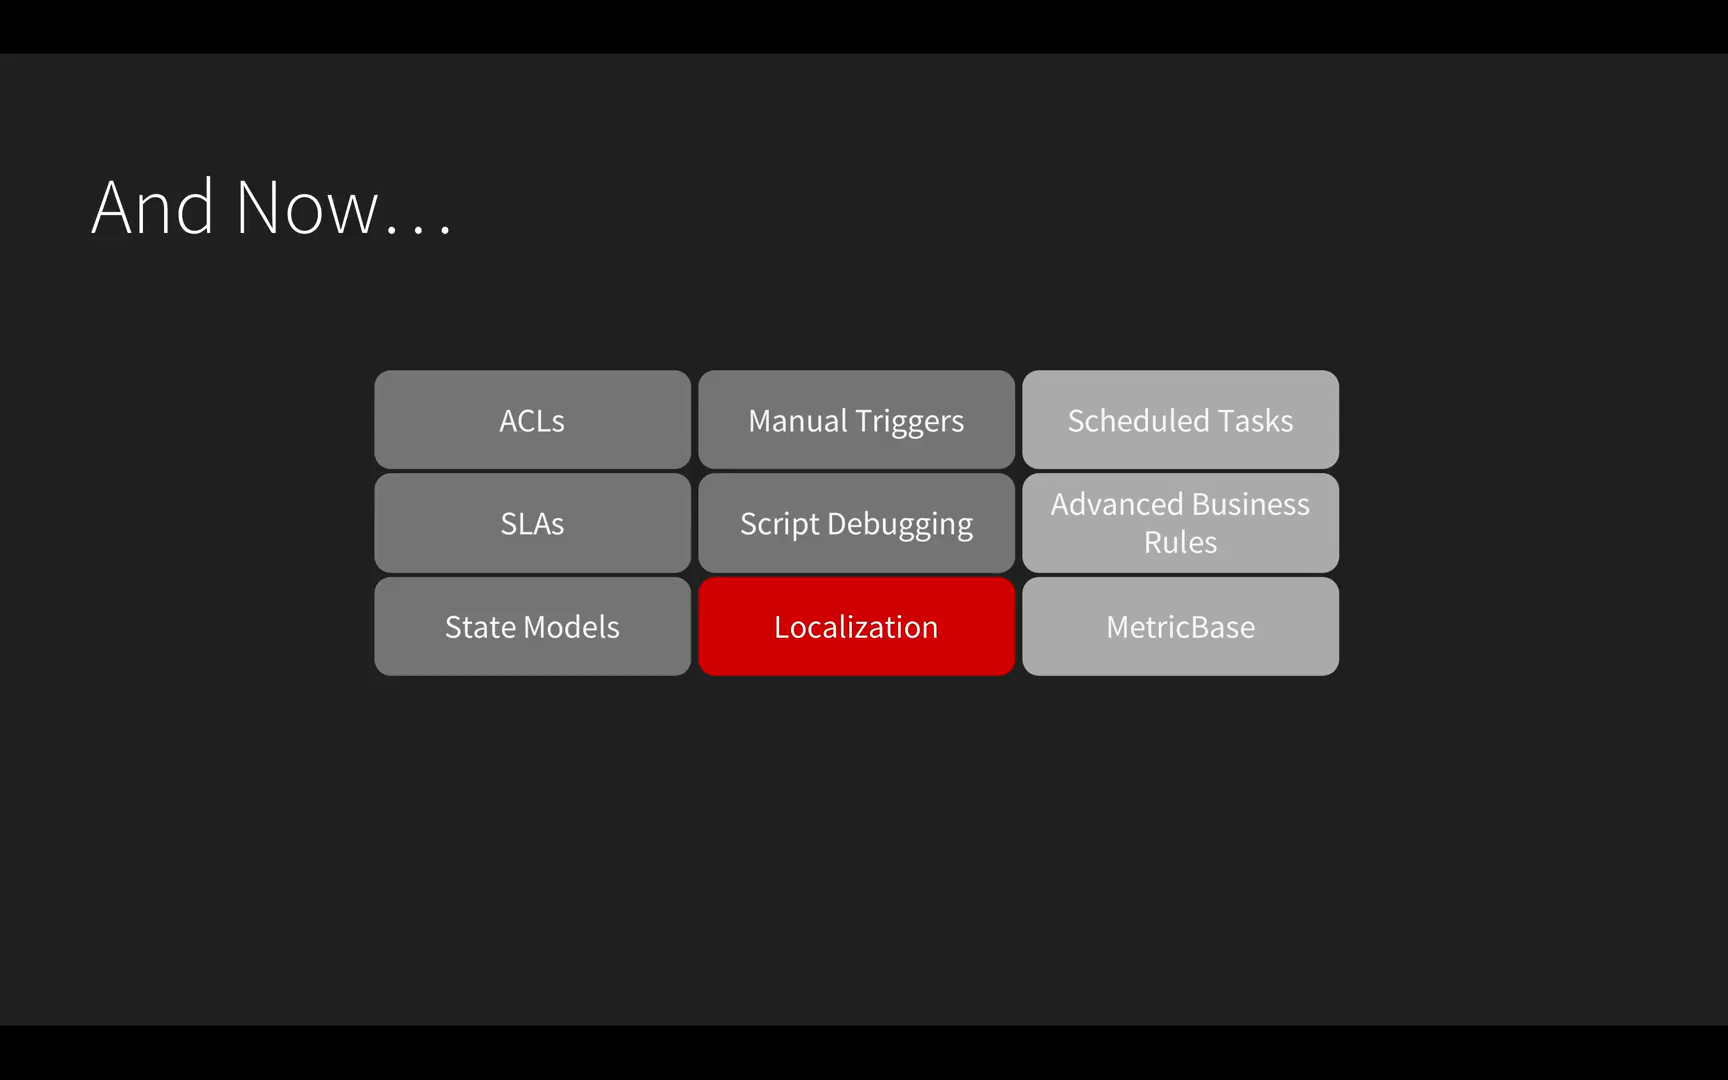 And Now...
ACLs
Manual Triggers
Scheduled Tasks
SLAs
Script Debugging
Advanced Business
Rules
State Models
Localization
MetricBase